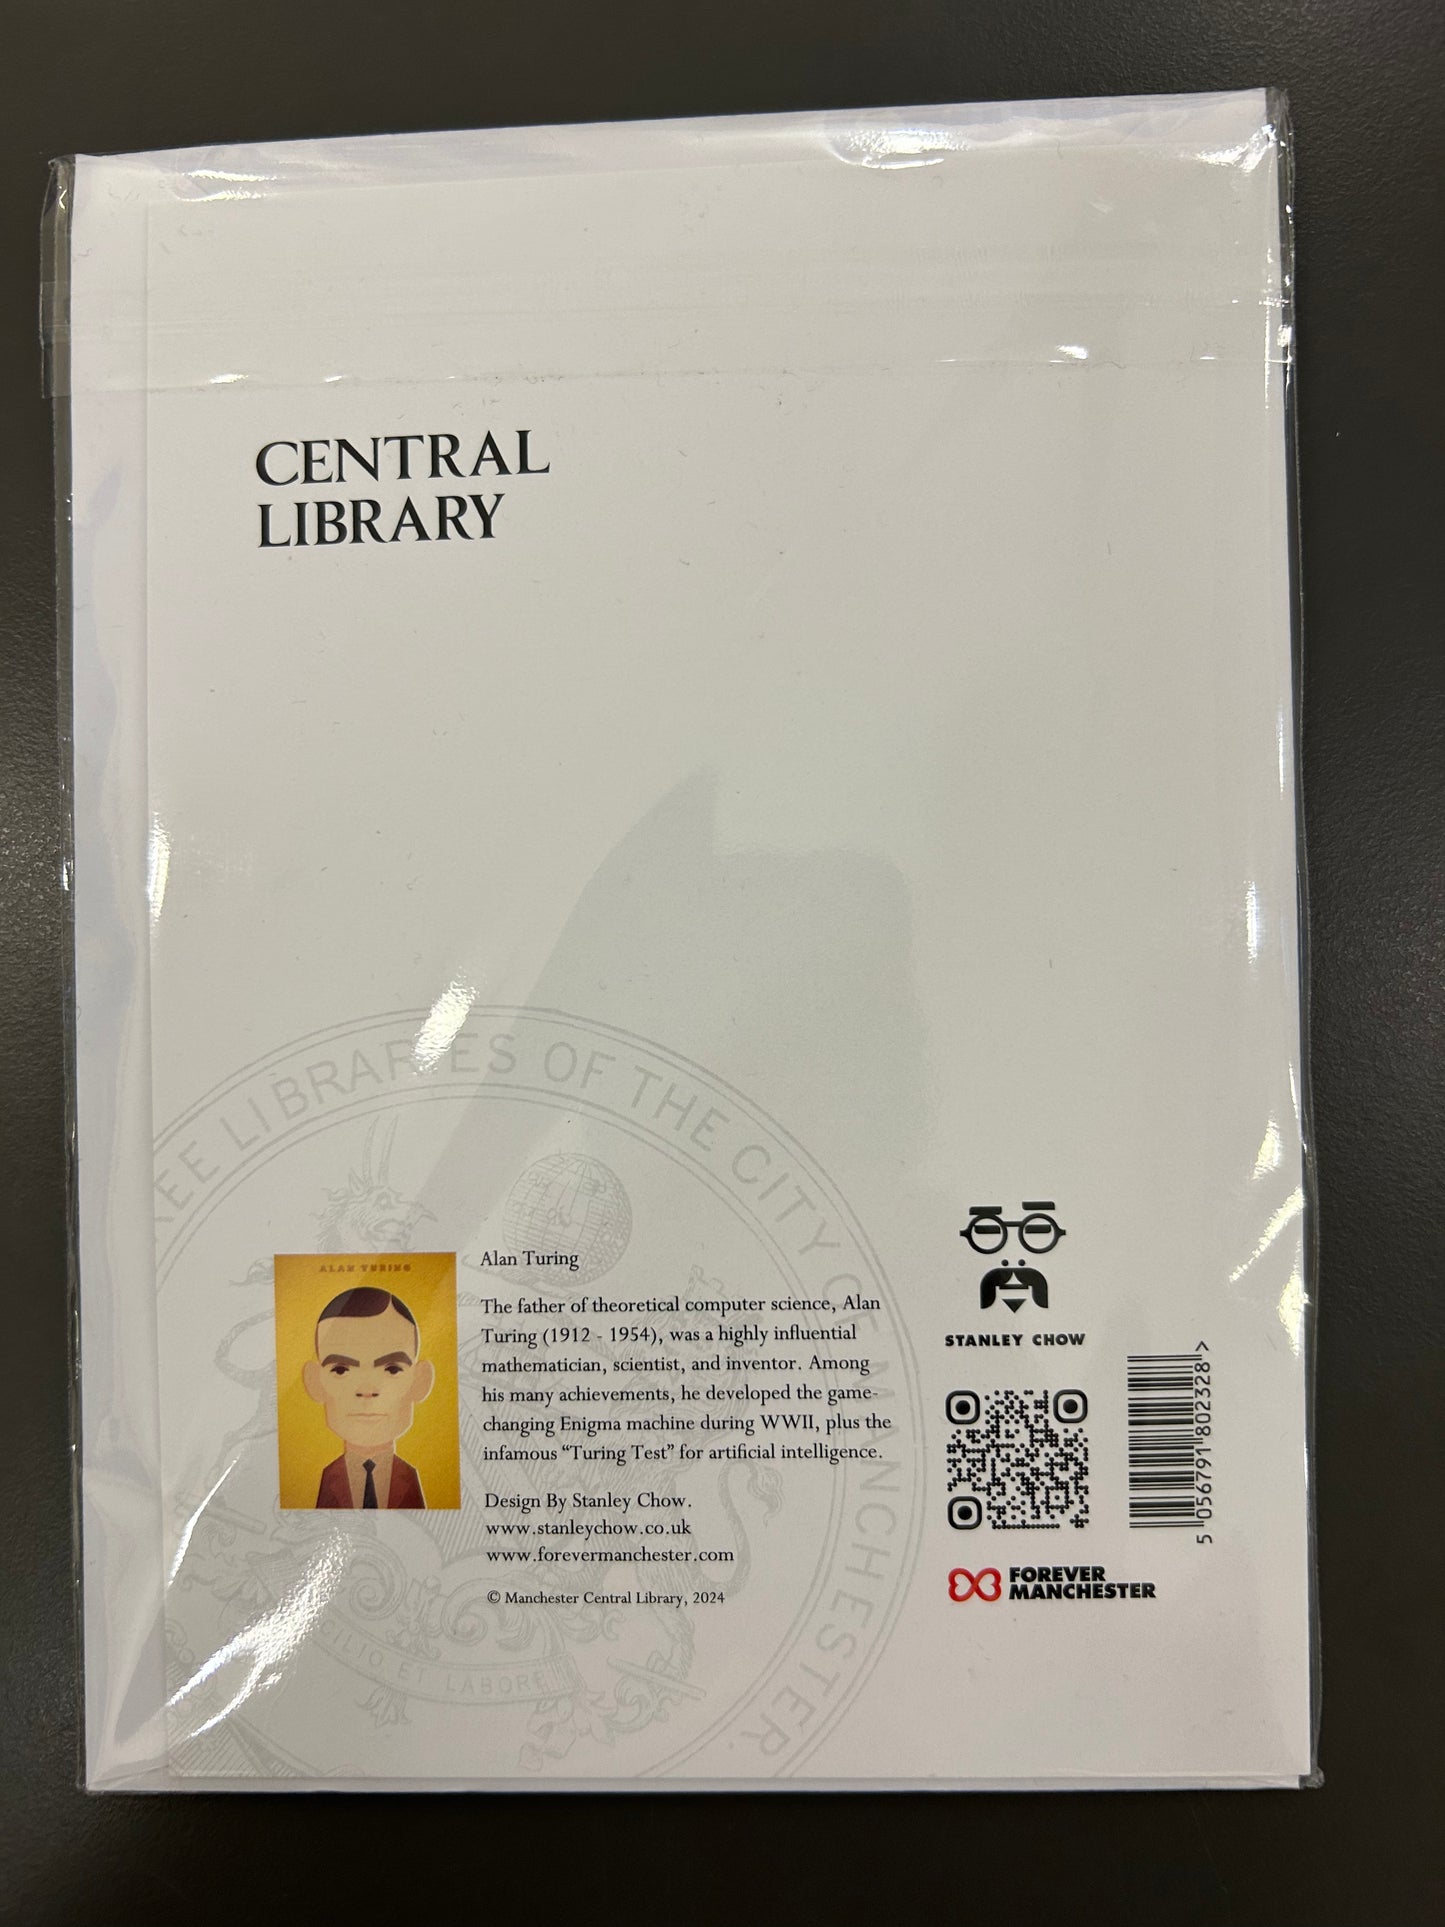 CENTRAL
LIBRARY
FREE LIBRARIES OF THE CITY OF MANCHESTER
ALAN TURING
Alan Turing
The father of theoretical computer science, Alan
Turing (1912 - 1954), was a highly influential
mathematician, scientist, and inventor. Among
his many achievements, he developed the game-
changing Enigma machine during WWII, plus the
infamous “Turing Test” for artificial intelligence.
Design By Stanley Chow.
www.stanleychow.co.uk
www.forevermanchester.com
© Manchester Central Library, 2024
ET LABORE
STANLEY CHOW
5 056791 802328 >
FOREVER
MANCHESTER